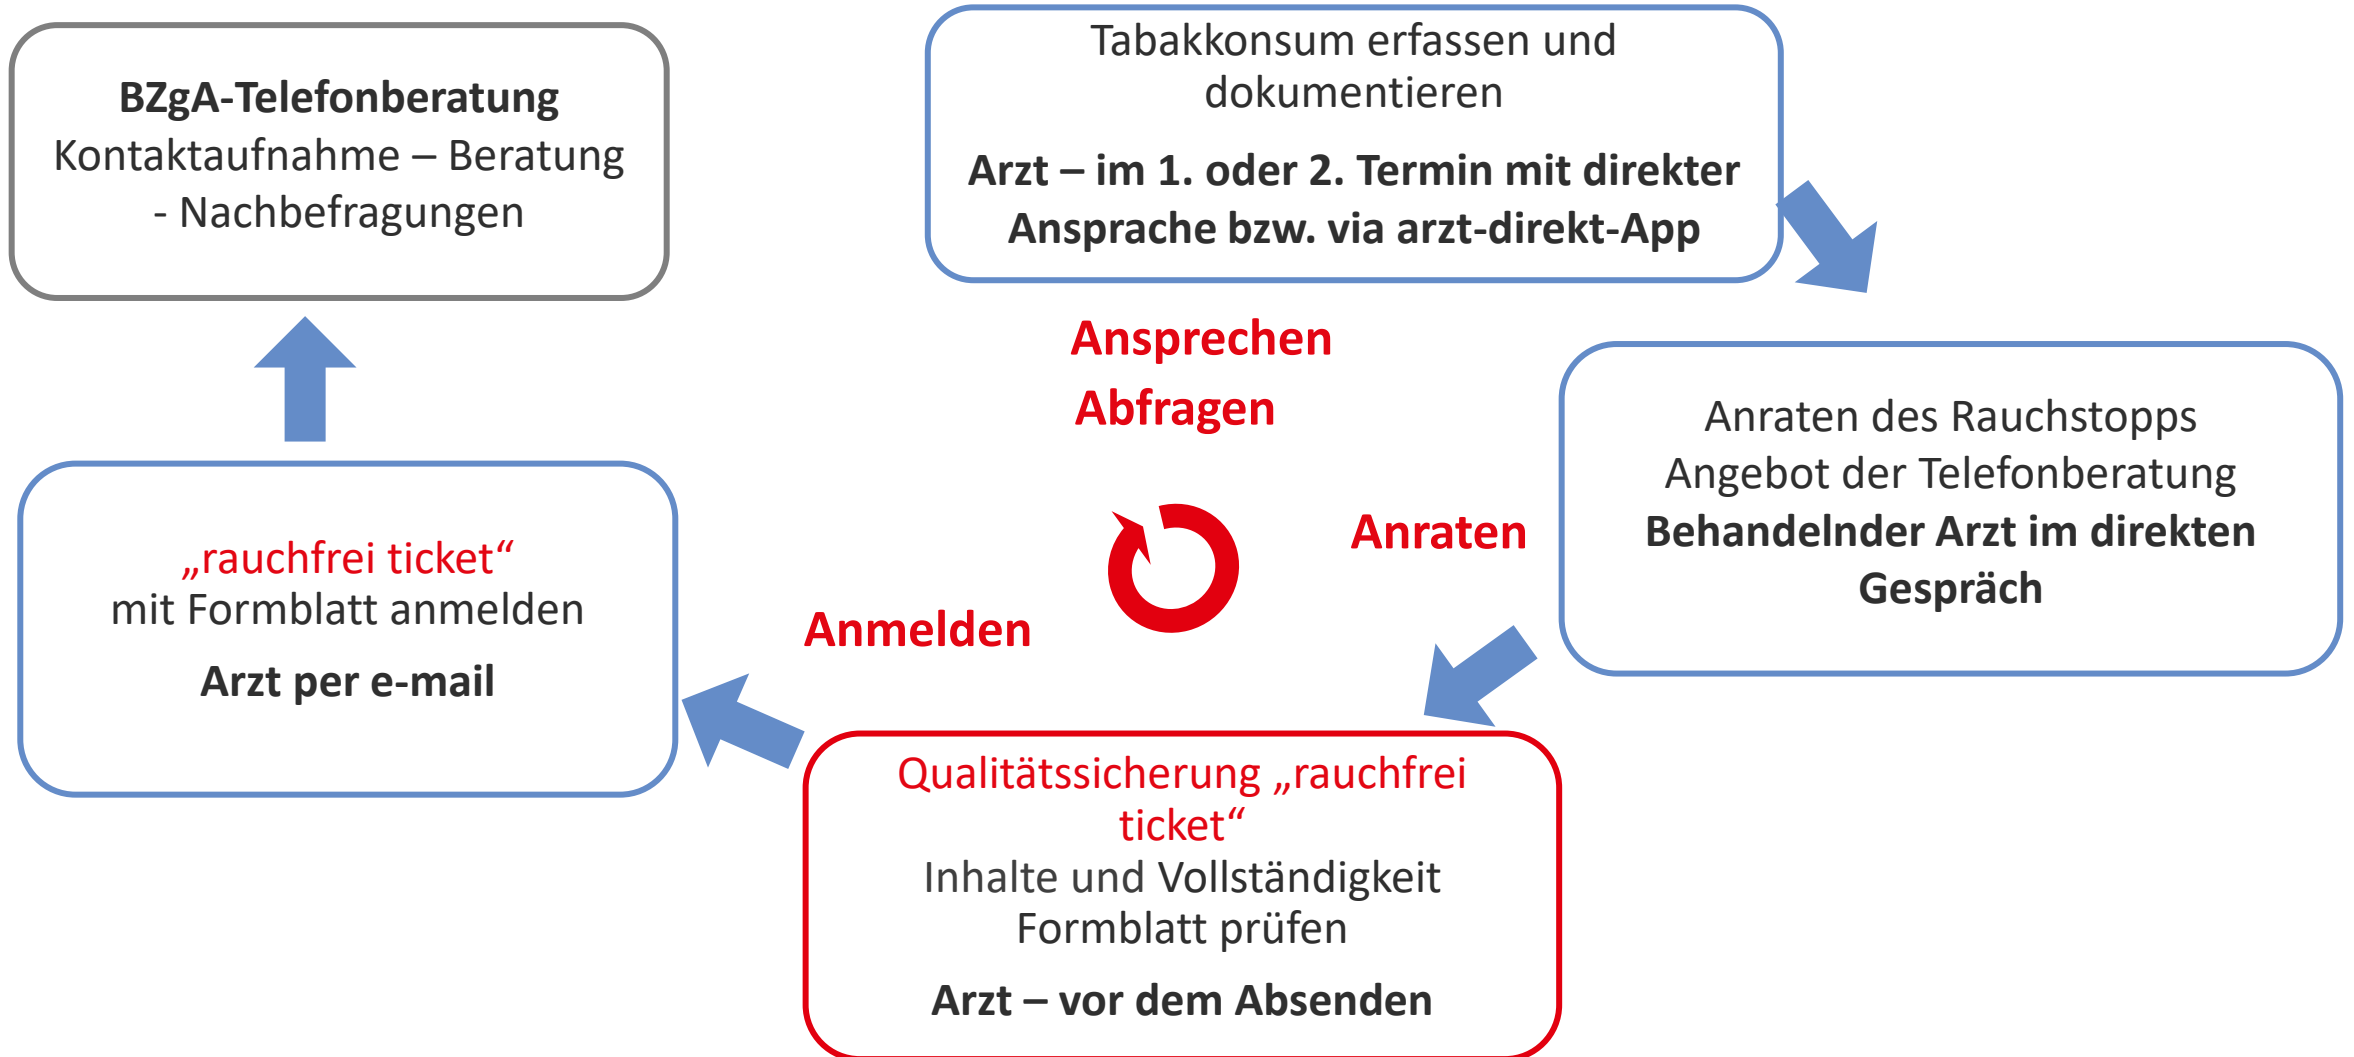 BZgA-Telefonberatung
Kontaktaufnahme – Beratung
- Nachbefragungen
Tabakkonsum erfassen und
dokumentieren
Arzt – im 1. oder 2. Termin mit direkter
Ansprache bzw. via arzt-direkt-App
Ansprechen
Abfragen
Anraten des Rauchstopps
Angebot der Telefonberatung
Behandelnder Arzt im direkten
Gespräch
Anraten
Anmelden
„rauchfrei ticket“
mit Formblatt anmelden
Arzt per e-mail
Qualitätssicherung „rauchfrei
ticket“
Inhalte und Vollständigkeit
Formblatt prüfen
Arzt – vor dem Absenden